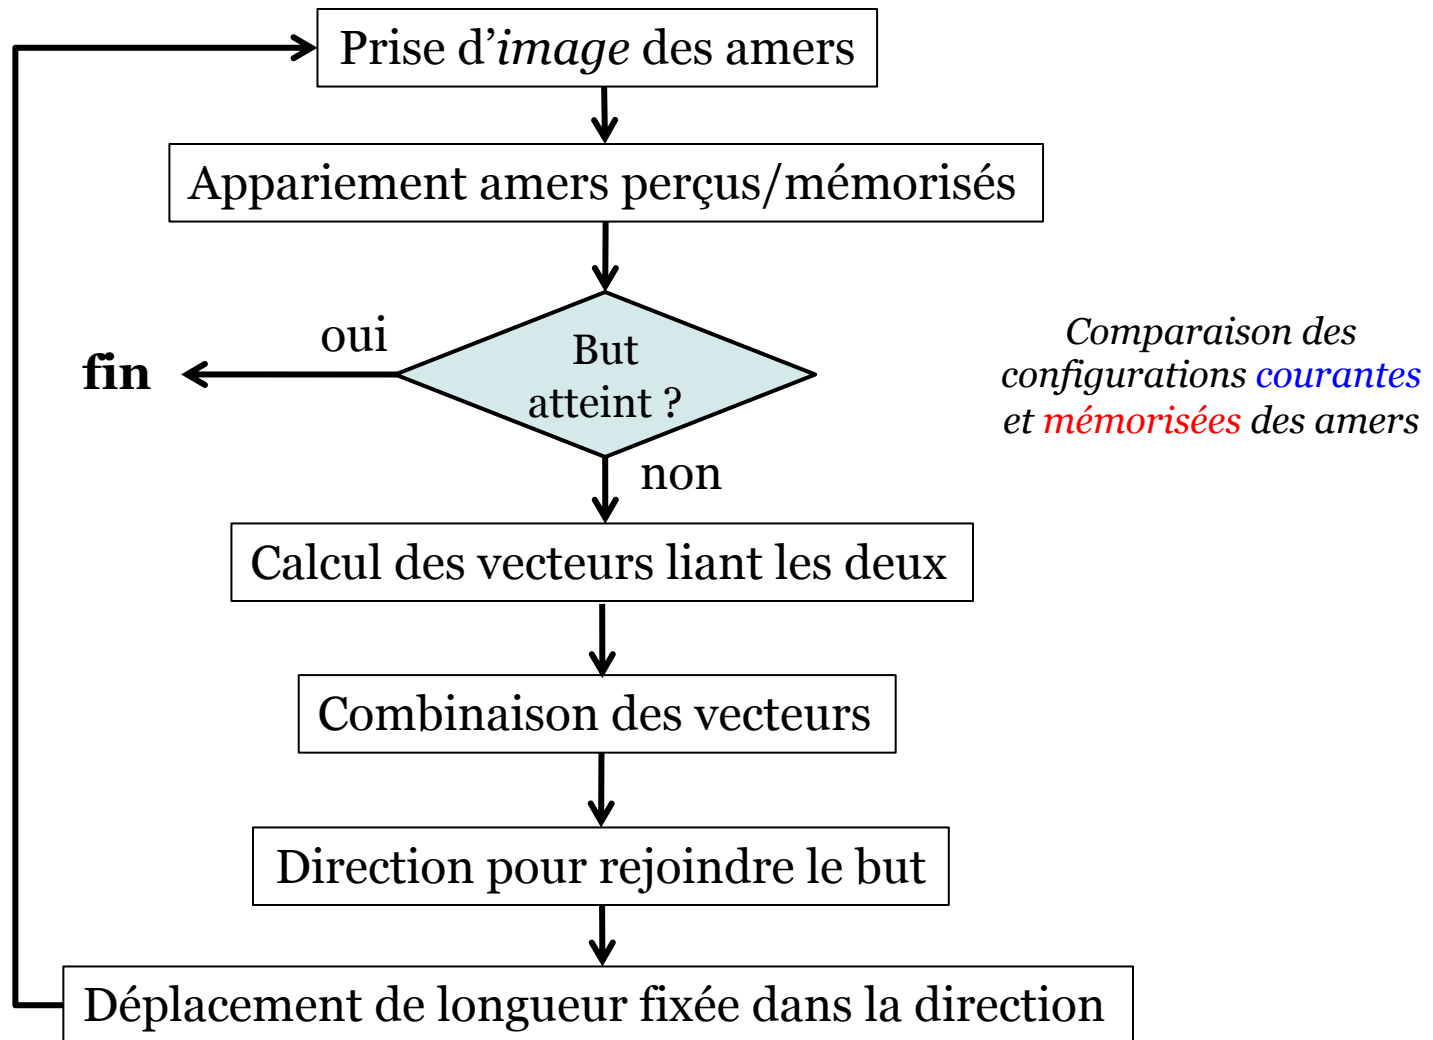 Prise d’image des amers
Appariement amers perçus/mémorisés
oui
But
atteint ?
fin
non
Comparaison des
configurations courantes
et mémorisées des amers
Calcul des vecteurs liant les deux
Combinaison des vecteurs
Direction pour rejoindre le but
Déplacement de longueur fixée dans la direction